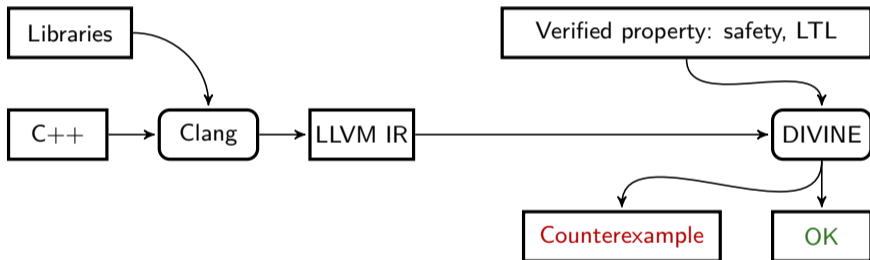 Libraries
Verified property: safety, LTL
C++
Clang
LLVM IR
DIVINE
Counterexample
OK